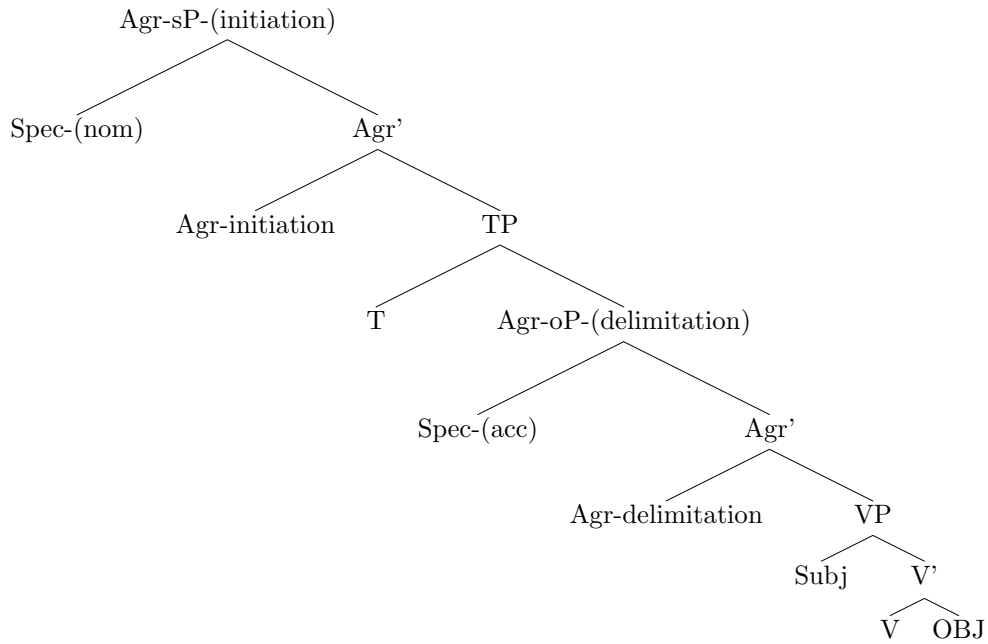 Agr-sP-(initiation)
Spec-(nom) Agr'
Agr-initiation TP
T Agr-oP-(delimitation)
Spec-(acc) Agr'
Agr-delimitation VP
Subj V'
V OBJ